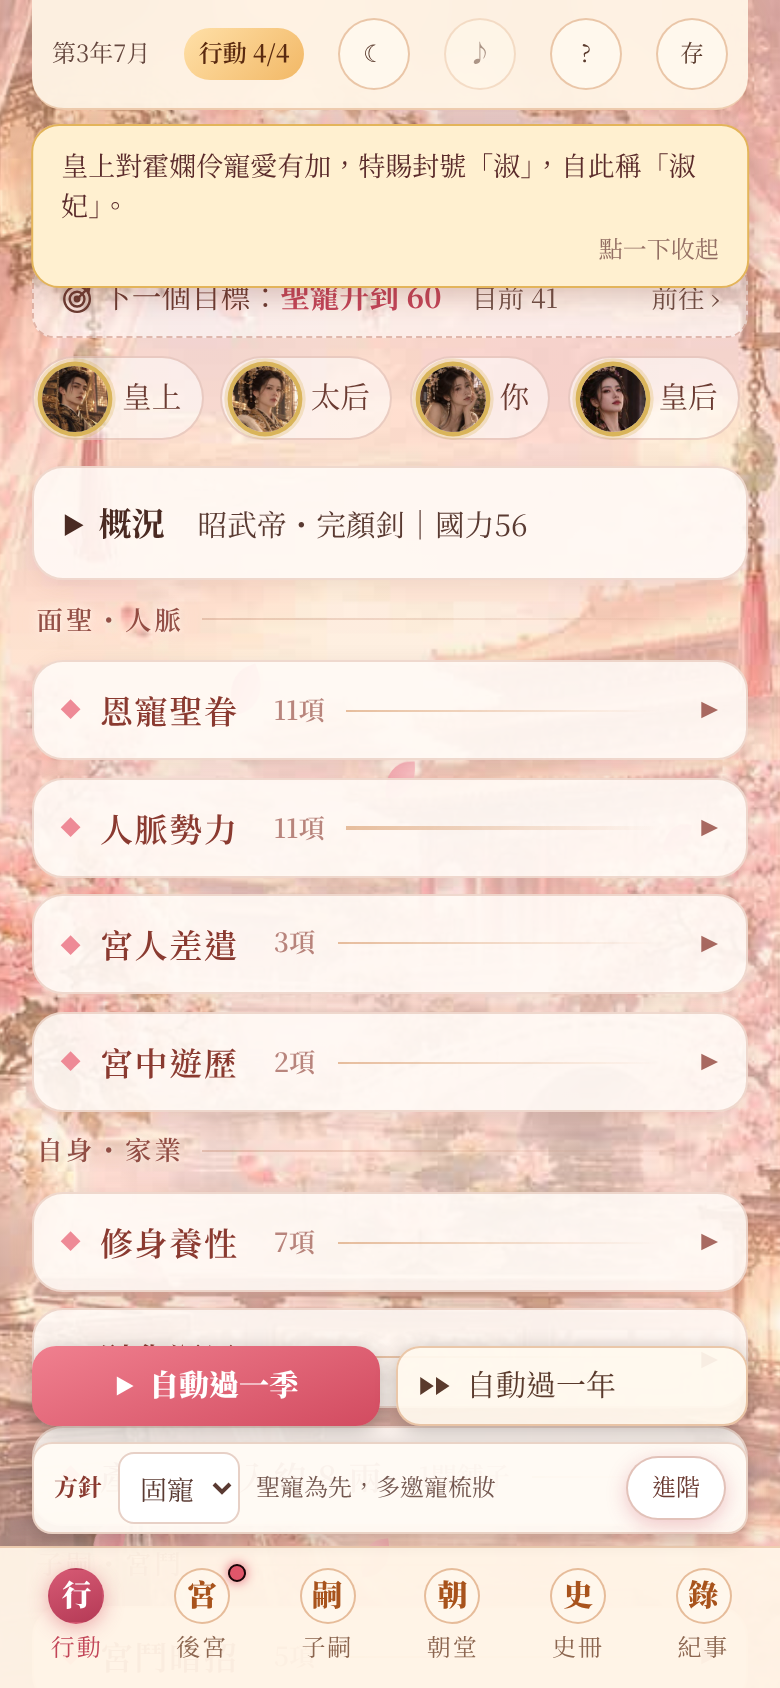 第3年7月 行動 4/4 ? 存
皇上對霍嫻伶寵愛有加，特賜封號「淑」，自此稱「淑
妃」。
點一下收起
下一個目標：聖寵升到 60 目前 41 前往 ›
皇上 太后 你 皇后
概況 昭武帝・完顏釗｜國力56
面聖・人脈
恩寵聖眷 11項
人脈勢力 11項
宮人差遣 3項
宮中遊歷 2項
自身・家業
修身養性 7項
自動過一季 自動過一年
方針 固寵 聖寵為先，多邀寵梳妝 進階
行 宮 嗣 朝 史 錄
行動 後宮 子嗣 朝堂 史冊 紀事